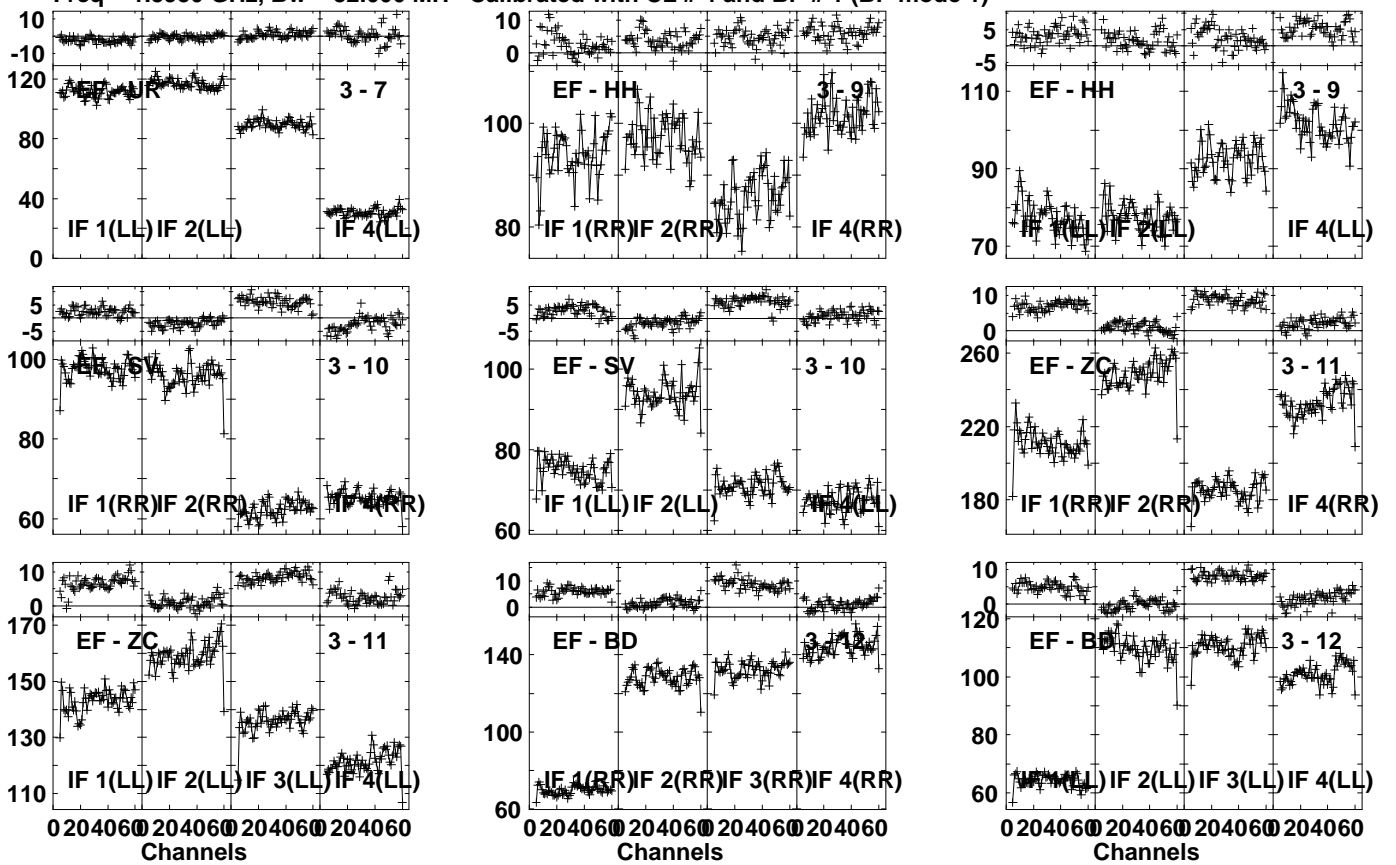 Calibrated with CL # 4 and BP # 1 (BP mode 1)
10 0 -10
120 80 40 0
EF - UR 3 - 7
IF 1(LL) IF 2(LL) IF 4(LL)
10 0
100 80
EF - HH 3 - 9
IF 1(RR) IF 2(RR) IF 4(RR)
5 -5
110 90 70
EF - HH 3 - 9
IF 1(LL) IF 2(LL) IF 4(LL)
5 -5
100 80 60
EF - SV 3 - 10
IF 1(RR) IF 2(RR) IF 4(RR)
5 -5
100 80 60
EF - SV 3 - 10
IF 1(LL) IF 2(LL) IF 4(LL)
10 0
260 220 180
EF - ZC 3 - 11
IF 1(RR) IF 2(RR) IF 4(RR)
10 0
170 150 130 110
EF - ZC 3 - 11
IF 1(LL) IF 2(LL) IF 3(LL) IF 4(LL)
10 0
140 100 60
EF - BD 3 - 12
IF 1(RR) IF 2(RR) IF 3(RR) IF 4(RR)
10 0
120 100 80 60
EF - BD 3 - 12
IF 1(LL) IF 2(LL) IF 3(LL) IF 4(LL)
0 204060 0 204060 0 204060 0 204060
Channels
0 204060 0 204060 0 204060 0 204060
Channels
0 204060 0 204060 0 204060 0 204060
Channels